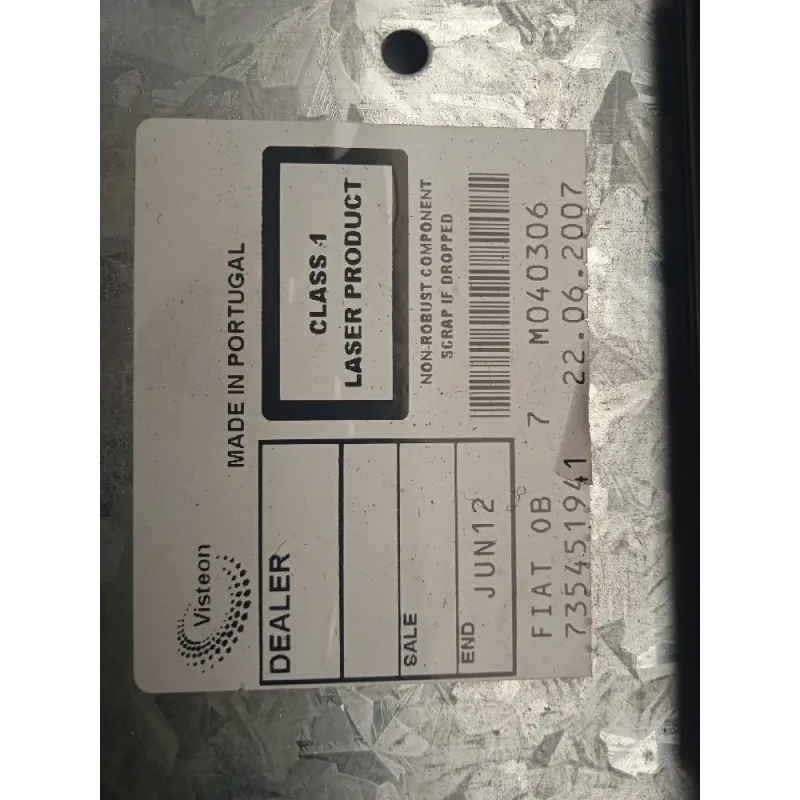 Visteon
MADE IN PORTUGAL
DEALER
SALE
END JUN12
CLASS 1
LASER PRODUCT
NON-ROBUST COMPONENT
SCRAP IF DROPPED
FIAT 0B 7 M040306
735451941 22.06.2007